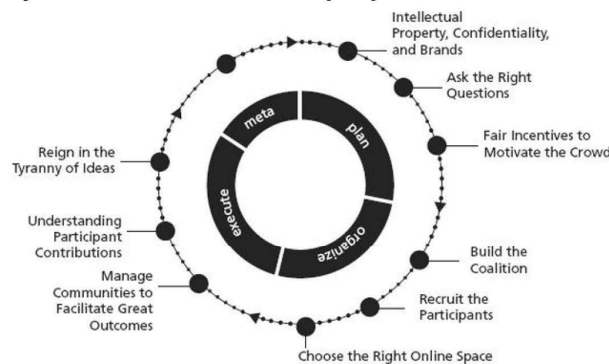 Intellectual
Property, Confidentiality,
and Brands
Ask the Right
Questions
Fair Incentives to
Motivate the Crowd
Build the
Coalition
Recruit the
Participants
Choose the Right Online Space
Manage
Communities to
Facilitate Great
Outcomes
Understanding
Participant
Contributions
Reign in the
Tyranny of Ideas
meta
plan
organize
execute